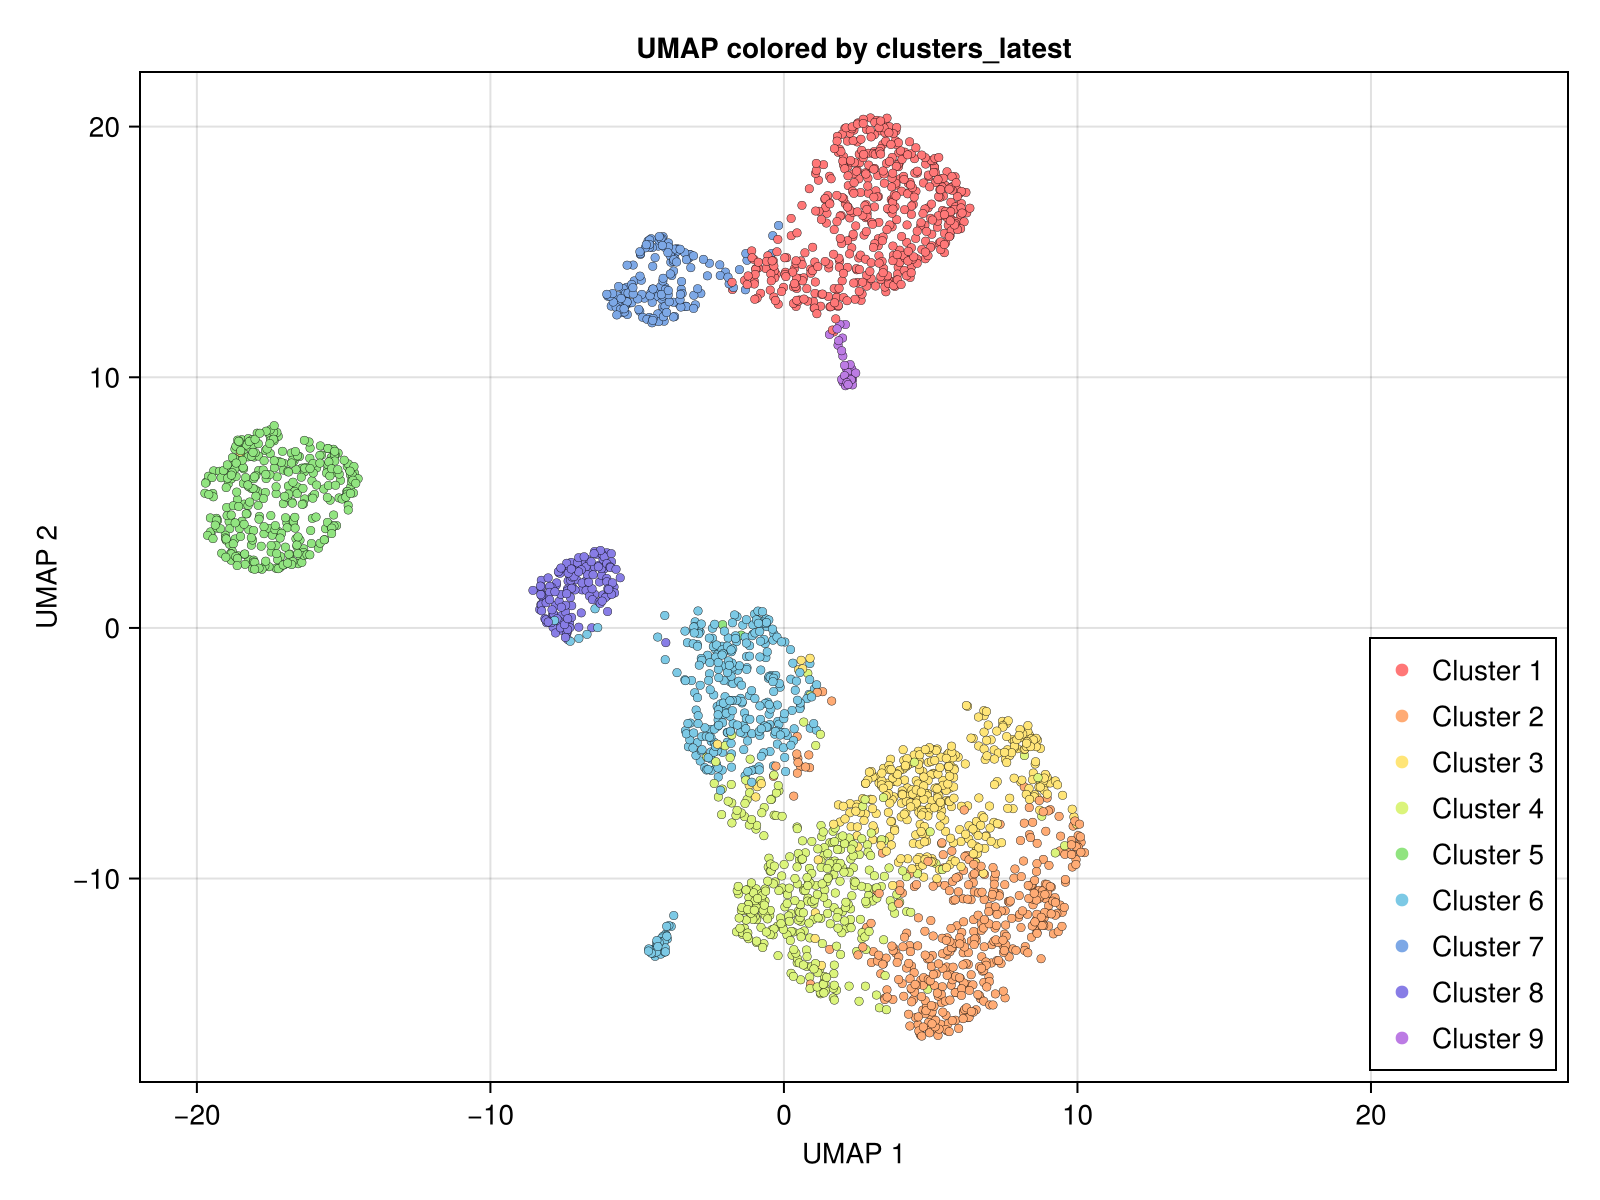 UMAP colored by clusters_latest
20
10
0
−10
UMAP 2
−20
−10
0
10
20
UMAP 1
Cluster 1
Cluster 2
Cluster 3
Cluster 4
Cluster 5
Cluster 6
Cluster 7
Cluster 8
Cluster 9